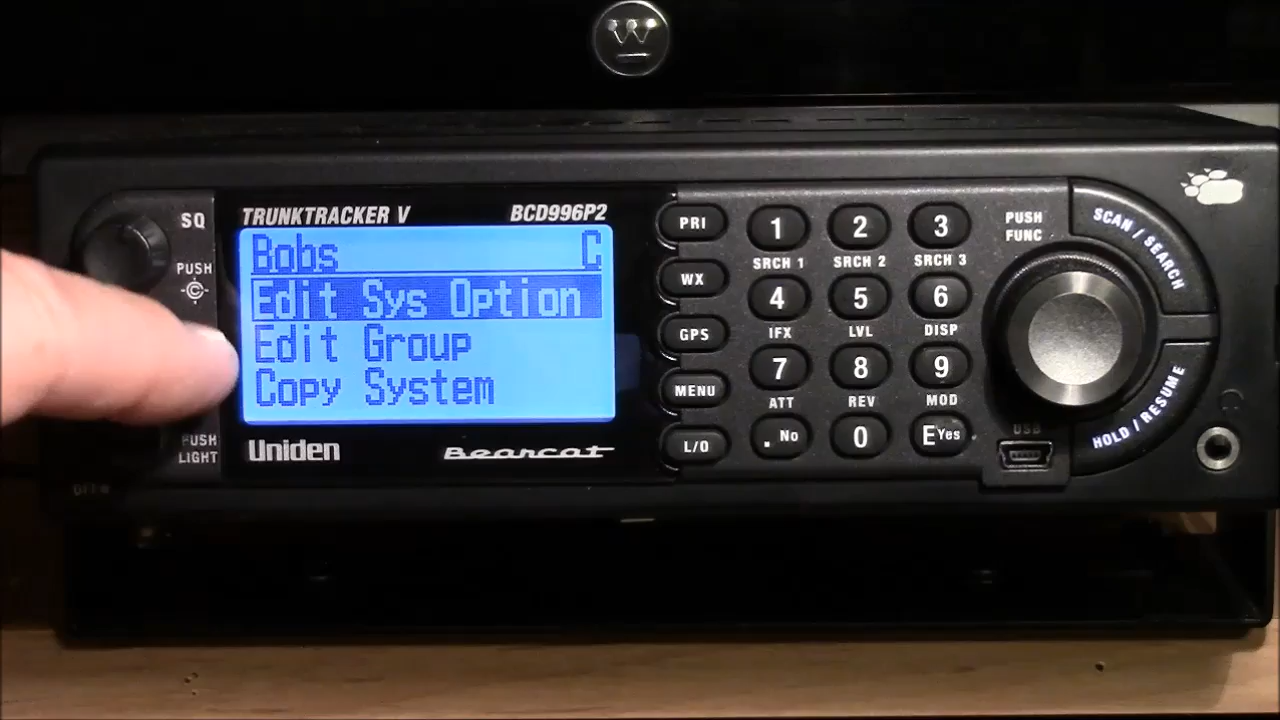 W
SQ
PUSH
PUSH
LIGHT
TRUNKTRACKER V
BCD996P2
Bobs C
Edit Sys Option
Edit Group
Copy System
Uniden
Bearcat
PRI
WX
GPS
MENU
L/O
1 2 3
SRCH 1 SRCH 2 SRCH 3
4 5 6
IFX LVL DISP
7 8 9
ATT REV MOD
. No 0 E Yes
PUSH
FUNC
SCAN / SEARCH
HOLD / RESUME
USB